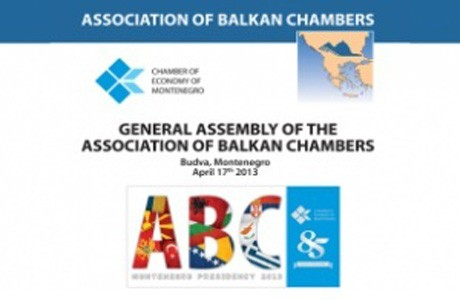 ASSOCIATION OF BALKAN CHAMBERS
CHAMBER OF
ECONOMY OF
MONTENEGRO
GENERAL ASSEMBLY OF THE
ASSOCIATION OF BALKAN CHAMBERS
Budva, Montenegro
April 17th 2013
ABC
MONTENEGRO PRESIDENCY 2013
85